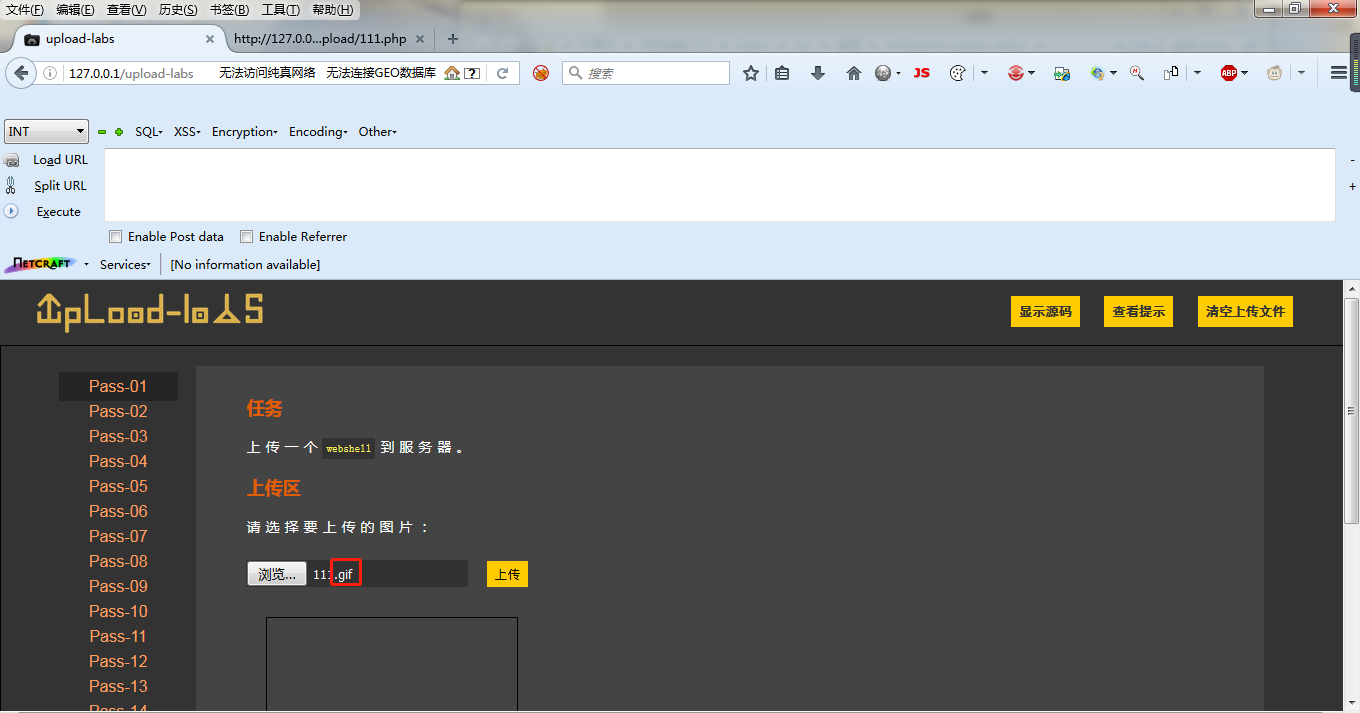 文件(F) 编辑(E) 查看(V) 历史(S) 书签(B) 工具(T) 帮助(H)
upload-labs × http://127.0.0...pload/111.php × +
127.0.0.1/upload-labs 无法访问纯真网络 无法连接GEO数据库 搜索 JS ABP
INT SQL XSS Encryption Encoding Other
Load URL
Split URL
Execute
Enable Post data Enable Referrer
NETCRAFT Services [No information available]
UpLoad-labs 显示源码 查看提示 清空上传文件
Pass-01
Pass-02
Pass-03
Pass-04
Pass-05
Pass-06
Pass-07
Pass-08
Pass-09
Pass-10
Pass-11
Pass-12
Pass-13
Pass-14
任务
上传一个 webshell 到服务器。
上传区
请选择要上传的图片：
浏览... 111.gif 上传